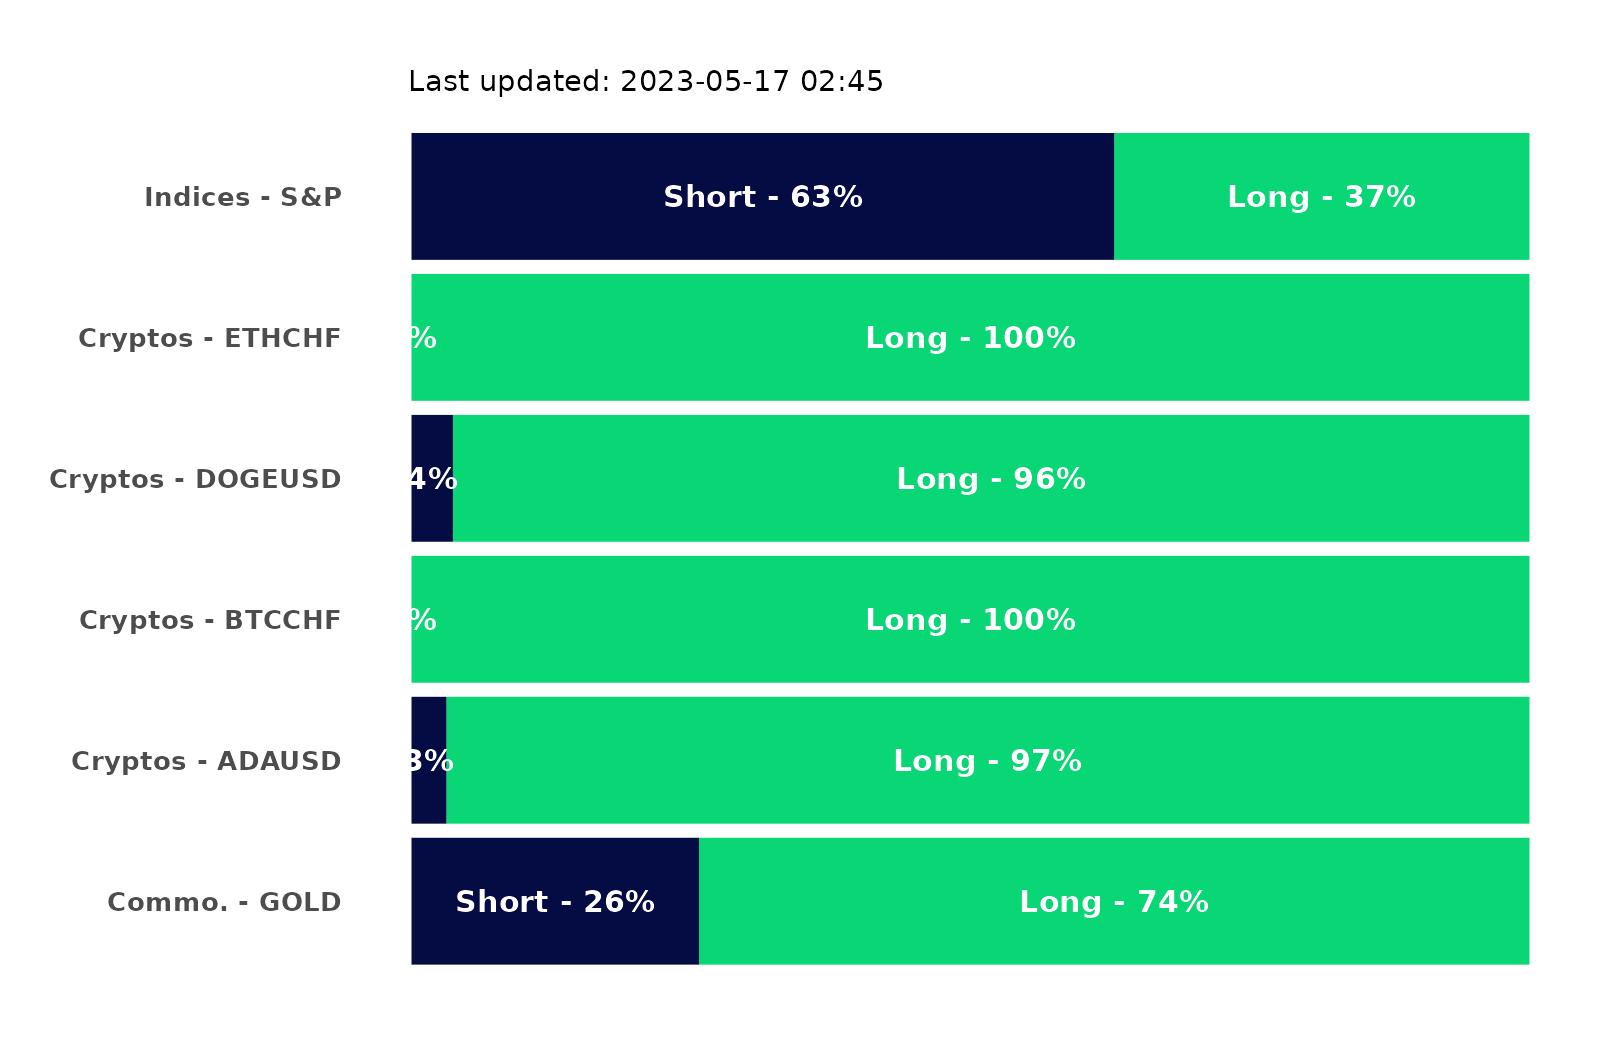 Last updated: 2023-05-17 02:45
Indices - S&P Short - 63% Long - 37%
Cryptos - ETHCHF % Long - 100%
Cryptos - DOGEUSD 4% Long - 96%
Cryptos - BTCCHF % Long - 100%
Cryptos - ADAUSD 3% Long - 97%
Commo. - GOLD Short - 26% Long - 74%